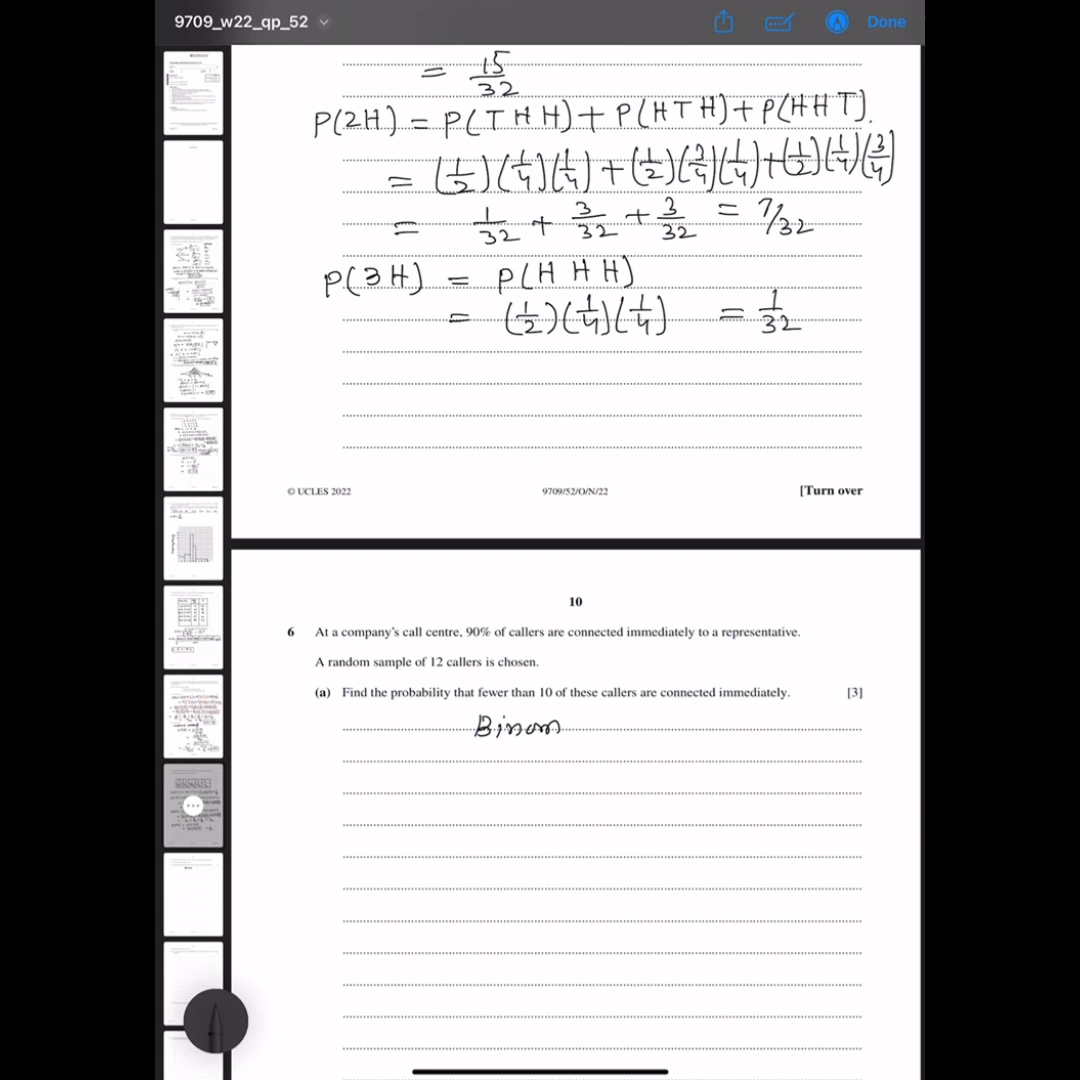 9709_w22_qp_52
Done
= 15/32
P(2H) = P(T H H) + P(H T H) + P(H H T).
= (1/2)(1/4)(1/4) + (1/2)(3/4)(1/4) + (1/2)(1/4)(3/4)
= 1/32 + 3/32 + 3/32 = 7/32
P(3H) = P(H H H)
= (1/2)(1/4)(1/4) = 1/32
© UCLES 2022 9709/52/O/N/22 [Turn over
10
6 At a company's call centre, 90% of callers are connected immediately to a representative.
A random sample of 12 callers is chosen.
(a) Find the probability that fewer than 10 of these callers are connected immediately. [3]
Binom